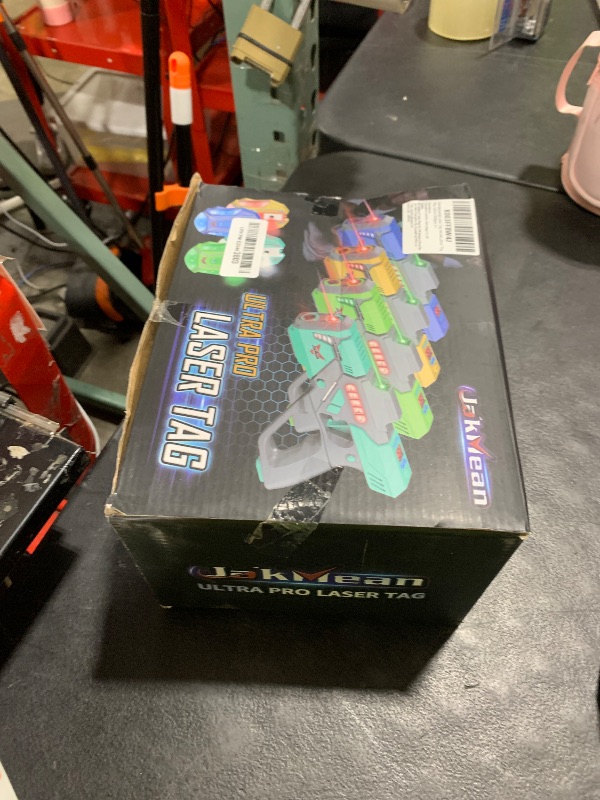 ULTRA PRO
LASER TAG
JakMean
JakMean
ULTRA PRO LASER TAG